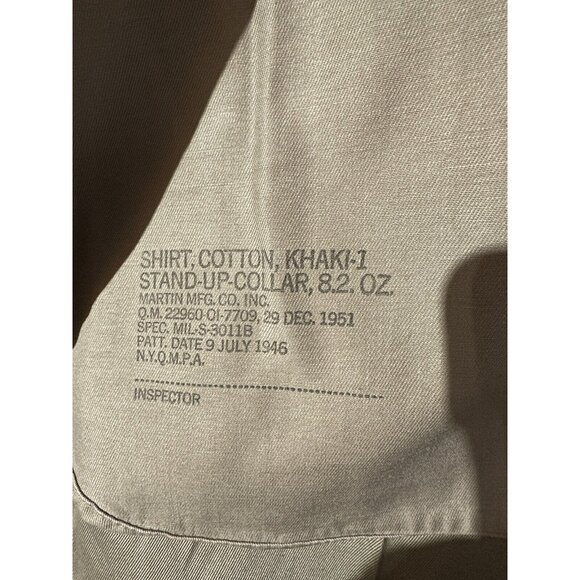 SHIRT, COTTON, KHAKI-1
STAND-UP-COLLAR, 8.2. OZ.
MARTIN MFG. CO. INC.
Q.M. 22960-OI-7709, 29 DEC. 1951
SPEC. MIL-S-3011B
PATT. DATE 9 JULY 1946
N.Y.Q.M.P.A.
INSPECTOR